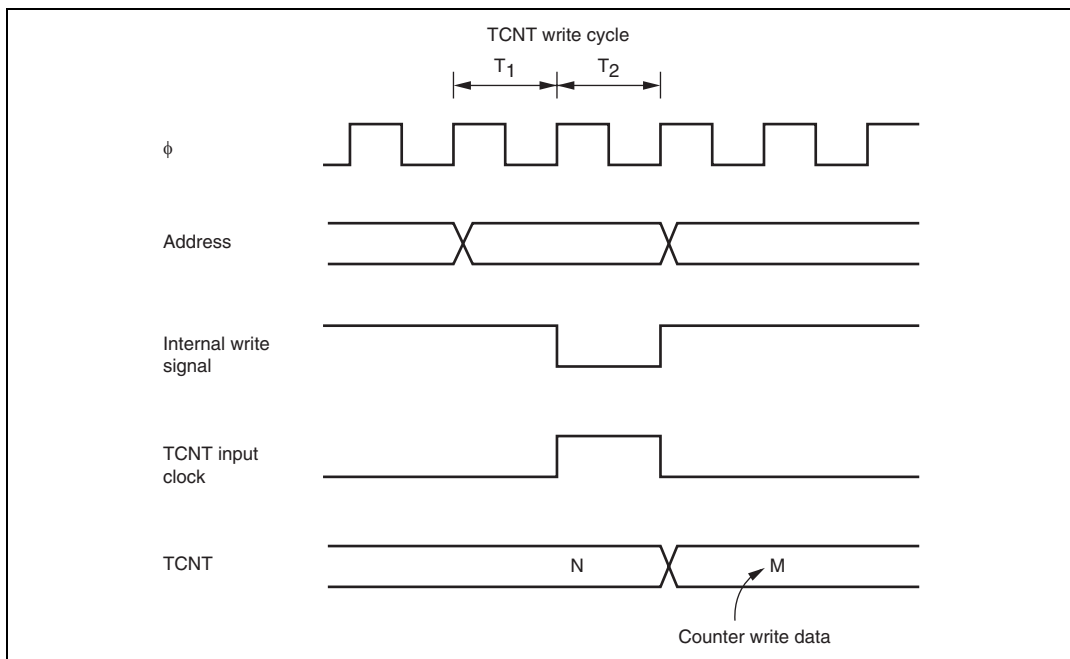 TCNT write cycle
T1 T2
ϕ
Address
Internal write
signal
TCNT input
clock
TCNT
N M
Counter write data